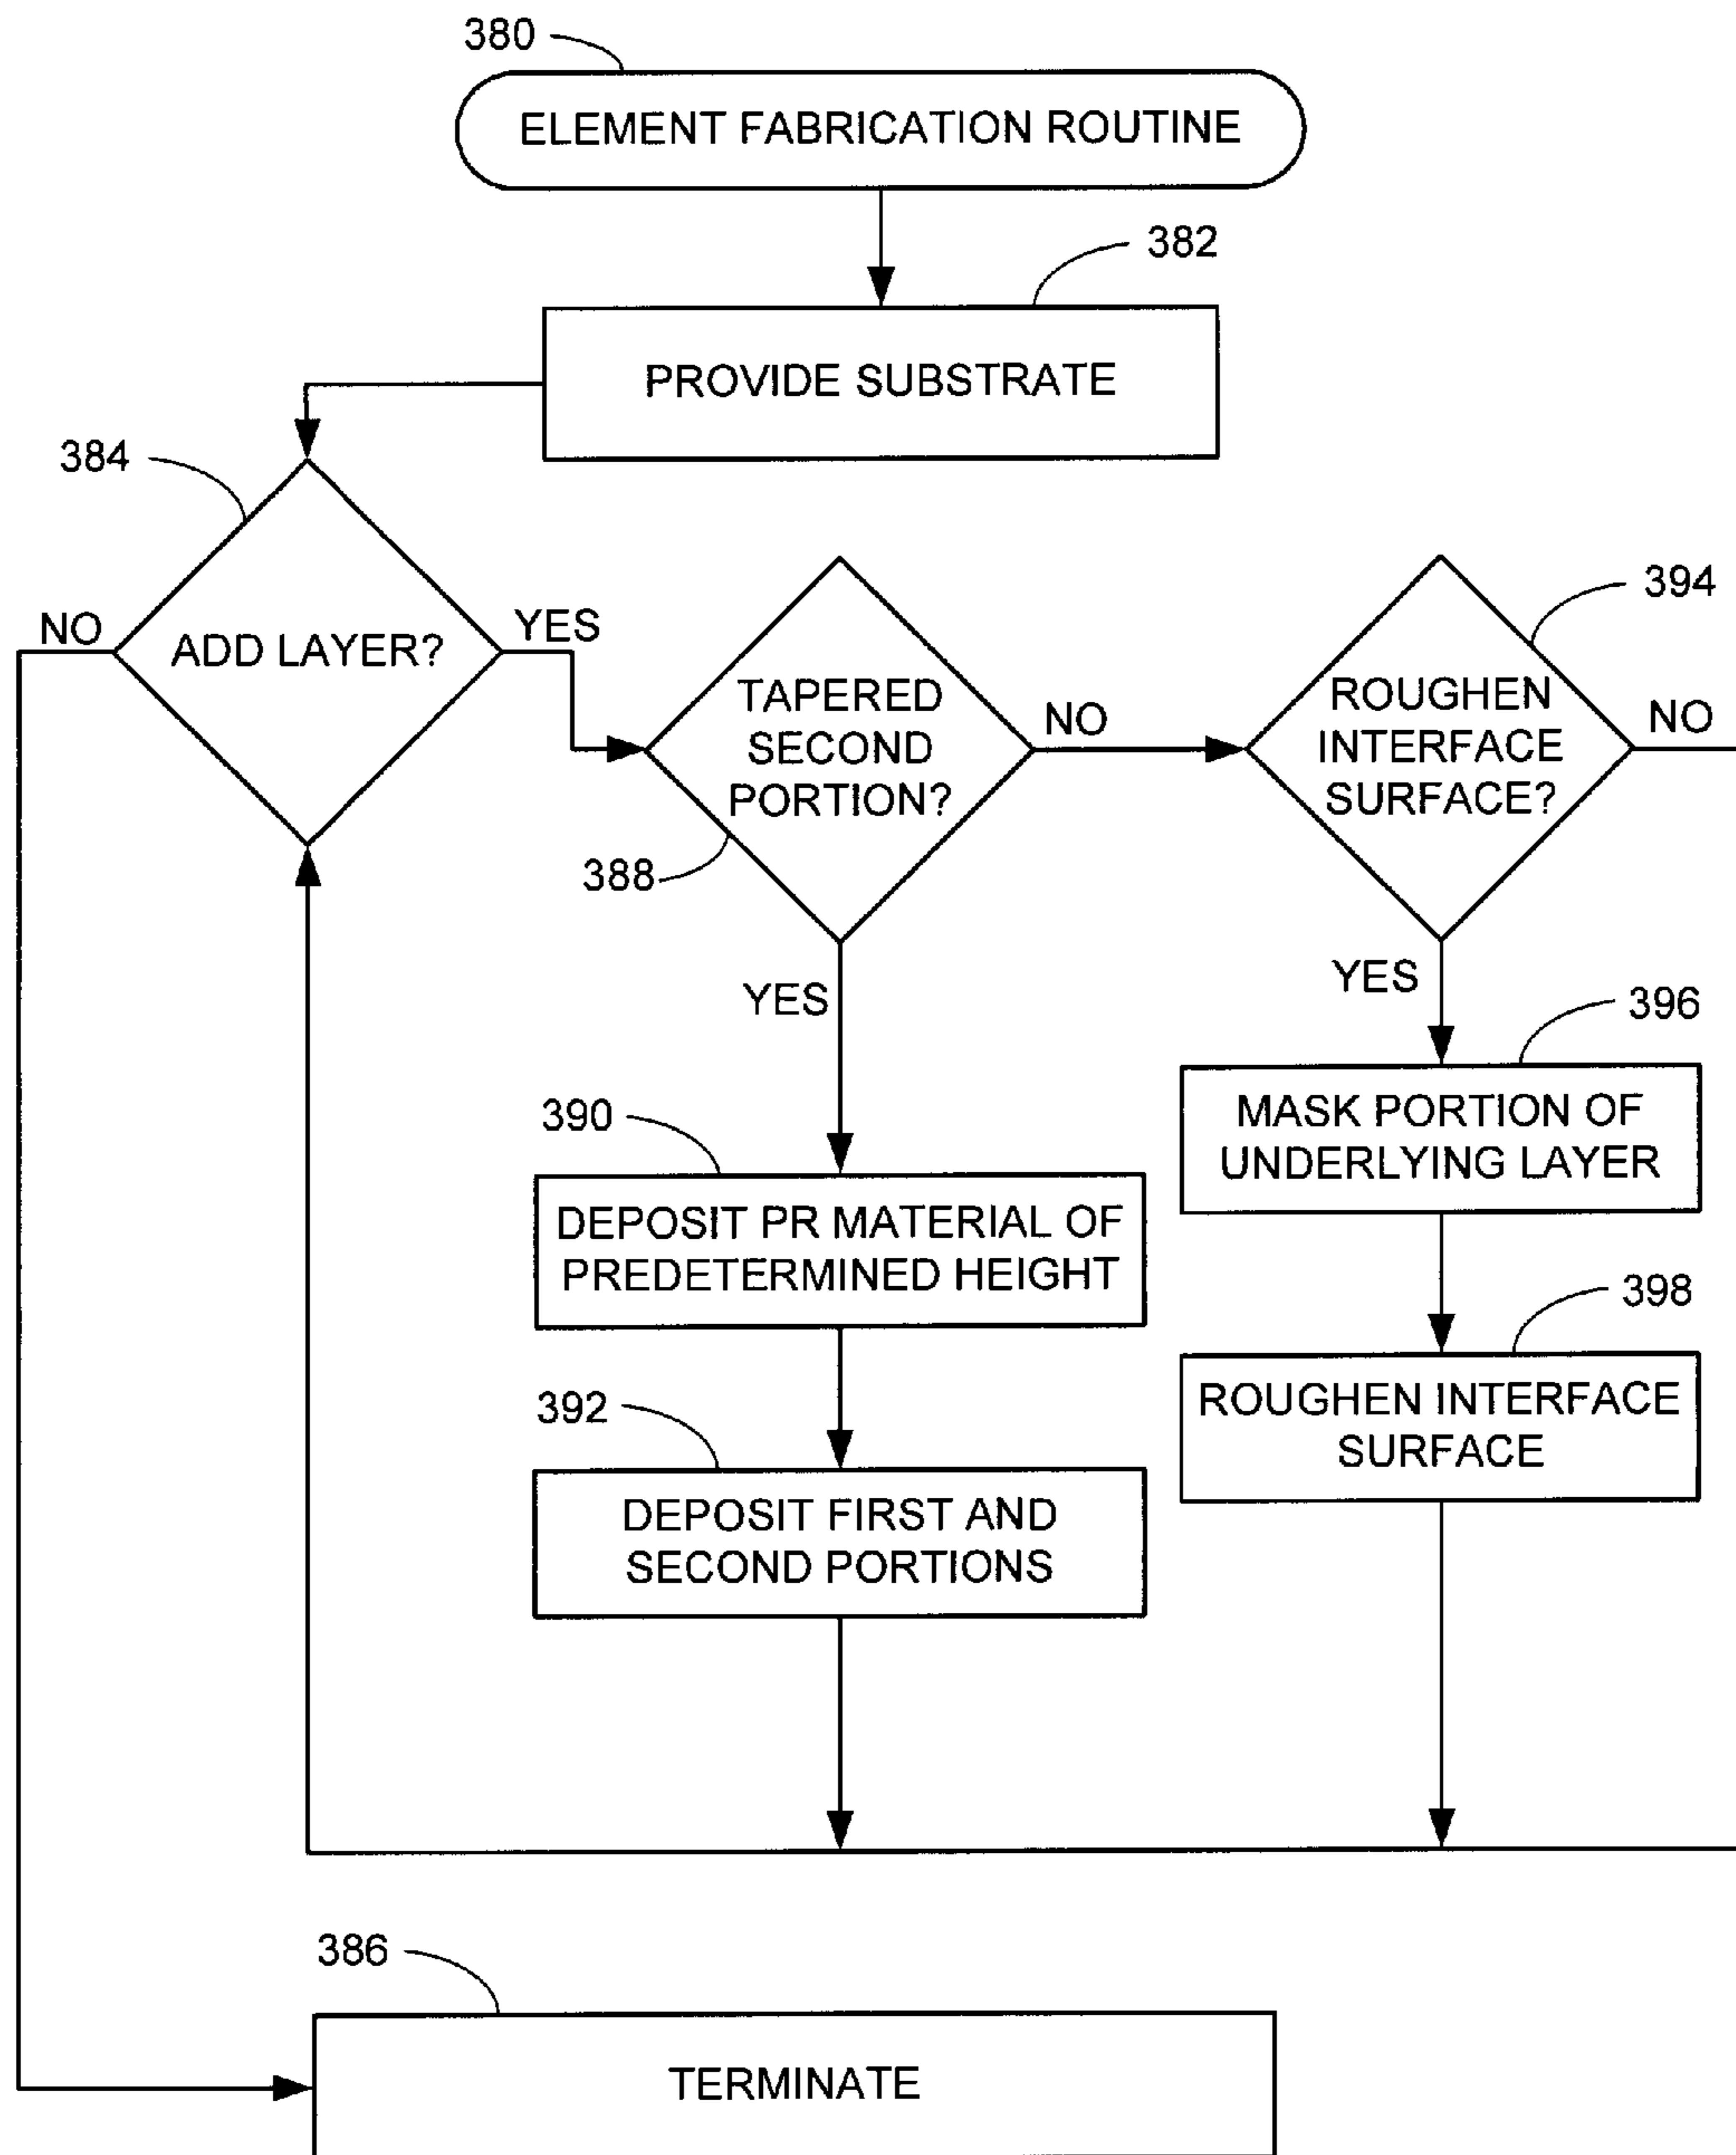 380
ELEMENT FABRICATION ROUTINE
382
PROVIDE SUBSTRATE
384
NO
ADD LAYER?
YES
TAPERED
SECOND
PORTION?
388
NO
394
ROUGHEN
INTERFACE
SURFACE?
NO
YES
YES
396
MASK PORTION OF
UNDERLYING LAYER
390
DEPOSIT PR MATERIAL OF
PREDETERMINED HEIGHT
398
ROUGHEN INTERFACE
SURFACE
392
DEPOSIT FIRST AND
SECOND PORTIONS
386
TERMINATE